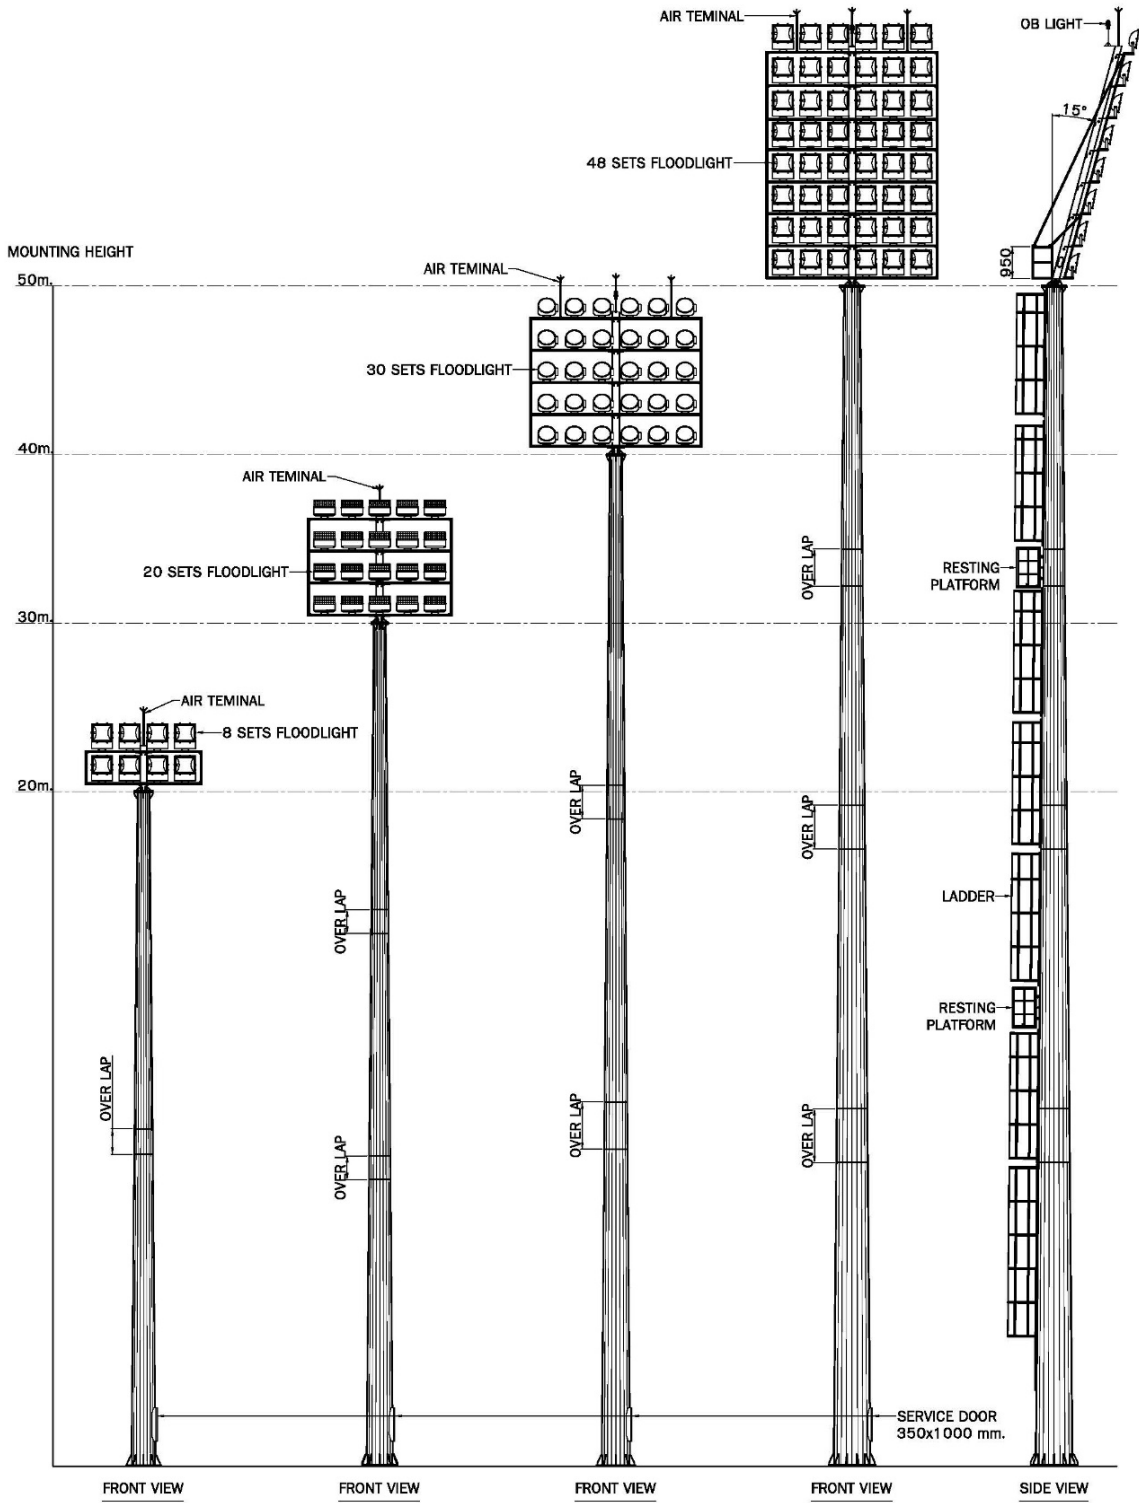 AIR TEMINAL
OB LIGHT
15°
48 SETS FLOODLIGHT
MOUNTING HEIGHT
950
50m.
AIR TEMINAL
30 SETS FLOODLIGHT
40m.
AIR TEMINAL
OVER LAP
RESTING
PLATFORM
20 SETS FLOODLIGHT
30m.
AIR TEMINAL
8 SETS FLOODLIGHT
20m.
OVER LAP
OVER LAP
LADDER
OVER LAP
RESTING
PLATFORM
OVER LAP
OVER LAP
OVER LAP
OVER LAP
SERVICE DOOR
350x1000 mm.
FRONT VIEW
FRONT VIEW
FRONT VIEW
FRONT VIEW
SIDE VIEW